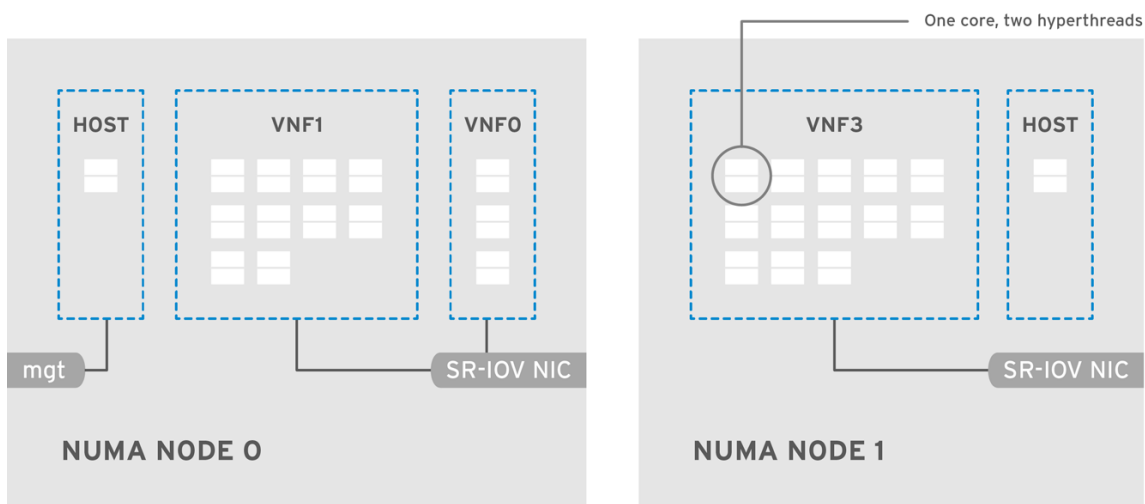 One core, two hyperthreads
HOST
VNF1
VNF0
mgt
SR-IOV NIC
NUMA NODE 0
VNF3
HOST
SR-IOV NIC
NUMA NODE 1